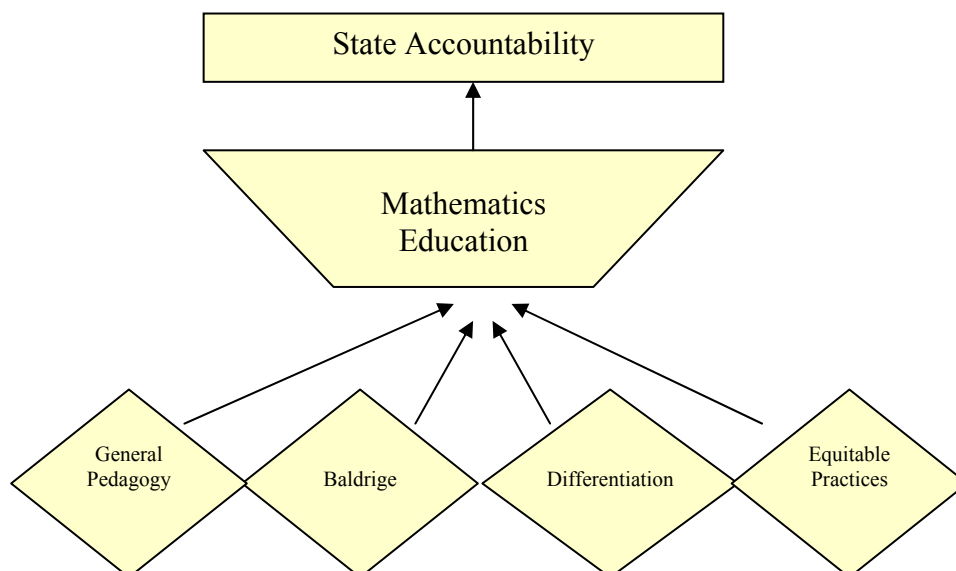 State Accountability
Mathematics
Education
General
Pedagogy
Baldrige
Differentiation
Equitable
Practices